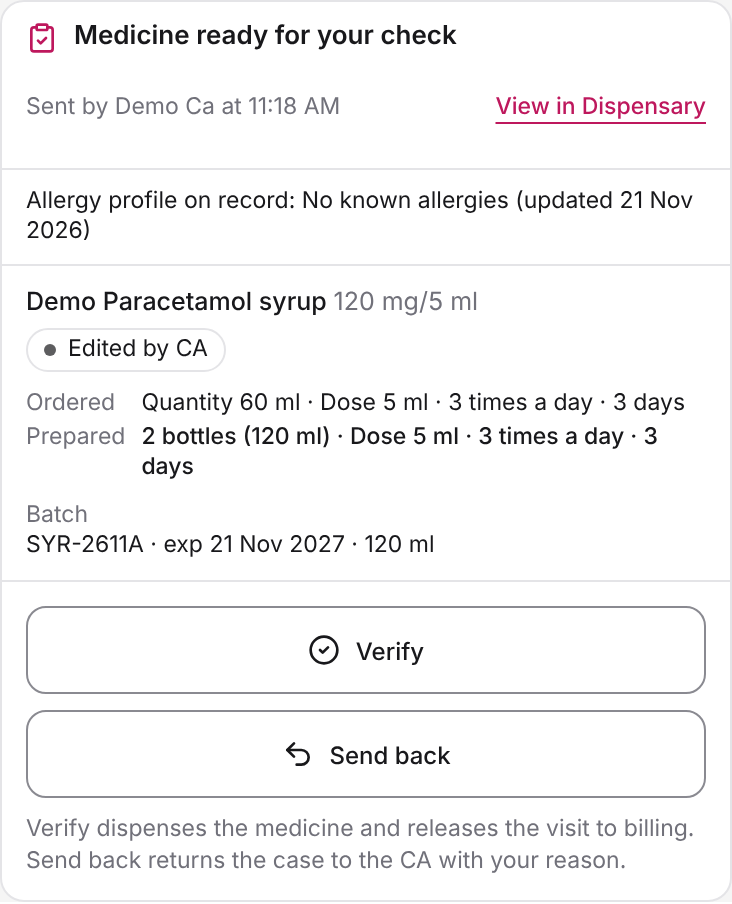 Medicine ready for your check
Sent by Demo Ca at 11:18 AM
View in Dispensary
Allergy profile on record: No known allergies (updated 21 Nov
2026)
Demo Paracetamol syrup 120 mg/5 ml
Edited by CA
Ordered Quantity 60 ml · Dose 5 ml · 3 times a day · 3 days
Prepared 2 bottles (120 ml) · Dose 5 ml · 3 times a day · 3
days
Batch
SYR-2611A · exp 21 Nov 2027 · 120 ml
Verify
Send back
Verify dispenses the medicine and releases the visit to billing.
Send back returns the case to the CA with your reason.